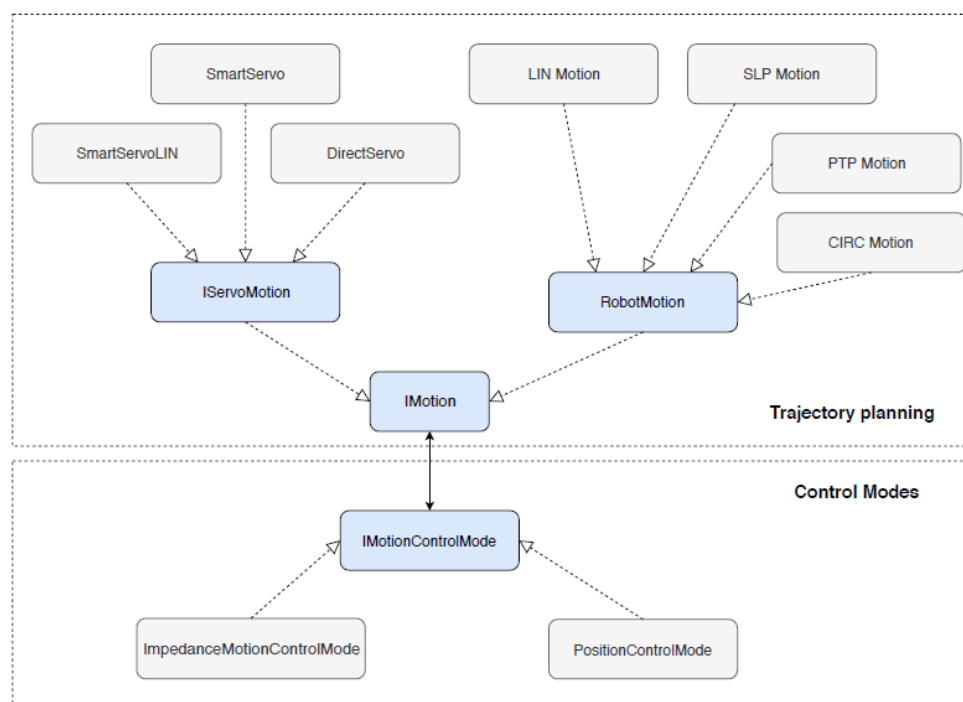 SmartServo
LIN Motion
SLP Motion
SmartServoLIN
DirectServo
PTP Motion
CIRC Motion
IServoMotion
RobotMotion
IMotion
Trajectory planning
Control Modes
IMotionControlMode
ImpedanceMotionControlMode
PositionControlMode